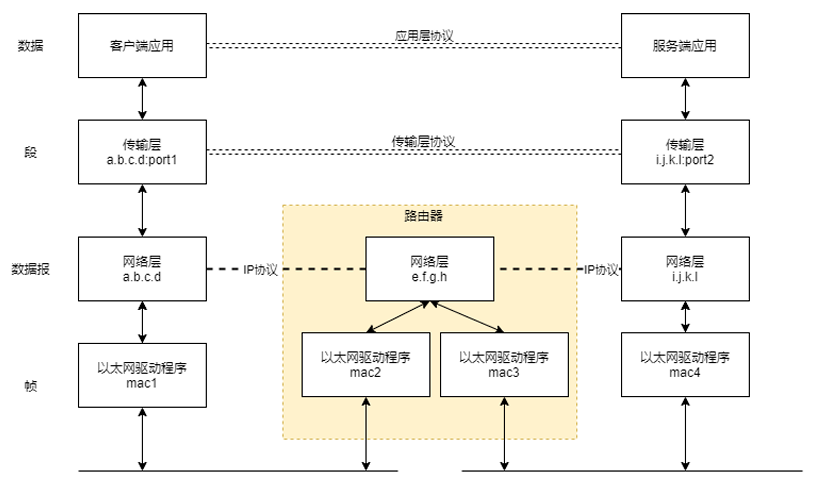 数据
客户端应用
应用层协议
服务端应用
段
传输层
a.b.c.d:port1
传输层协议
传输层
i.j.k.l:port2
路由器
数据报
网络层
a.b.c.d
IP协议
网络层
e.f.g.h
IP协议
网络层
i.j.k.l
帧
以太网驱动程序
mac1
以太网驱动程序
mac2
以太网驱动程序
mac3
以太网驱动程序
mac4